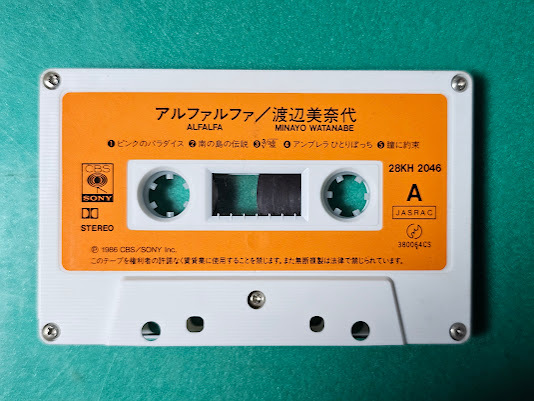 アルファルファ/渡辺美奈代
ALFALFA MINAYO WATANABE
❶ピンクのパラダイス ❷南の島の伝説 ❸ ❹アンブレラ ひとりぼっち ❺瞳に約束
CBS
SONY
28KH 2046
A
JASRAC
STEREO
380064CS
Ⓟ 1986 CBS/SONY Inc.
このテープを権利者の許諾なく賃貸業に使用することを禁じます。また無断複製は法律で禁じられています。